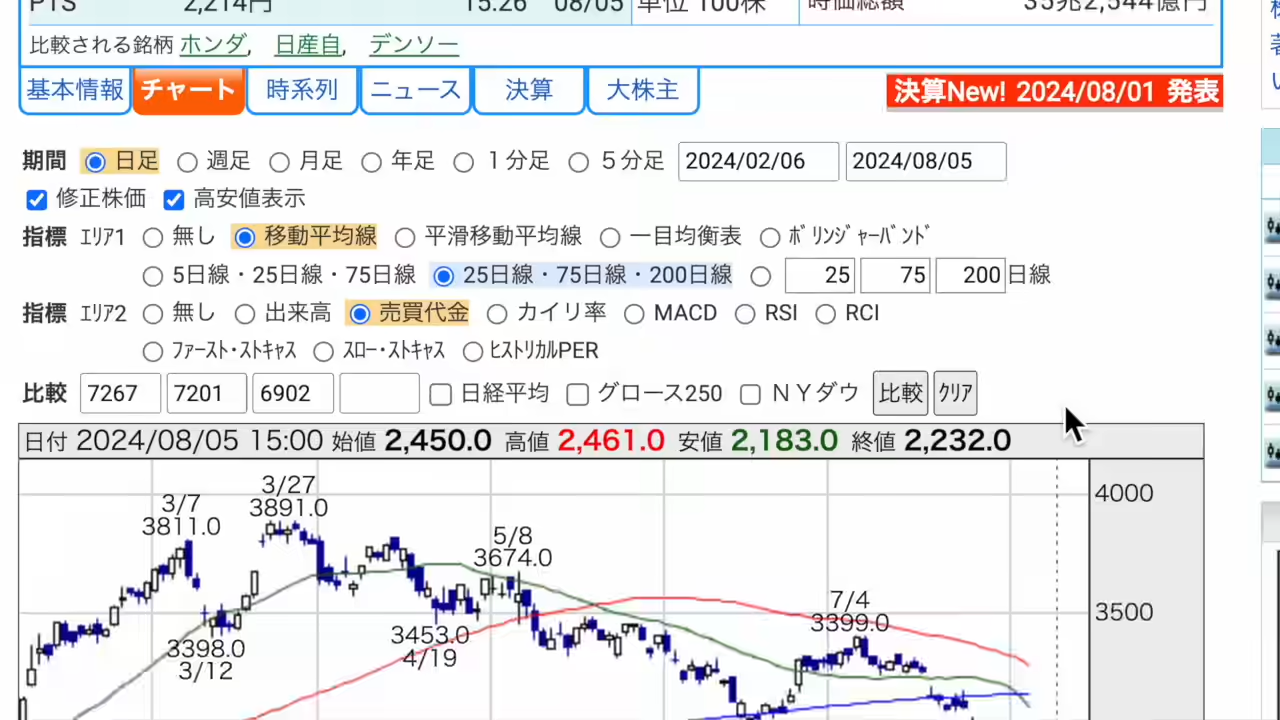 PTS 2,214円 15:26 08/05 単位 100株 時価総額 35兆2,544億円
比較される銘柄 ホンダ, 日産自, デンソー
基本情報 チャート 時系列 ニュース 決算 大株主 決算New! 2024/08/01 発表
期間 日足 週足 月足 年足 1分足 5分足 2024/02/06 2024/08/05
修正株価 高安値表示
指標 エリア1 無し 移動平均線 平滑移動平均線 一目均衡表 ボリンジャーバンド
5日線・25日線・75日線 25日線・75日線・200日線 25 75 200 日線
指標 エリア2 無し 出来高 売買代金 カイリ率 MACD RSI RCI
ファースト・ストキャス スロー・ストキャス ヒストリカルPER
比較 7267 7201 6902 日経平均 グロース250 NYダウ 比較 クリア
日付 2024/08/05 15:00 始値 2,450.0 高値 2,461.0 安値 2,183.0 終値 2,232.0
3/27
3891.0
4000
3/7
3811.0
5/8
3674.0
7/4
3399.0
3500
3398.0
3/12
3453.0
4/19